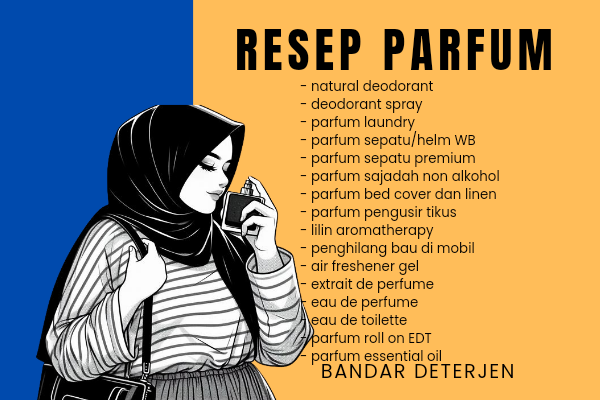 RESEP PARFUM
- natural deodorant
- deodorant spray
- parfum laundry
- parfum sepatu/helm WB
- parfum sepatu premium
- parfum sajadah non alkohol
- parfum bed cover dan linen
- parfum pengusir tikus
- lilin aromatherapy
- penghilang bau di mobil
- air freshener gel
- extrait de perfume
- eau de perfume
- eau de toilette
- parfum roll on EDT
- parfum essential oil
BANDAR DETERJEN